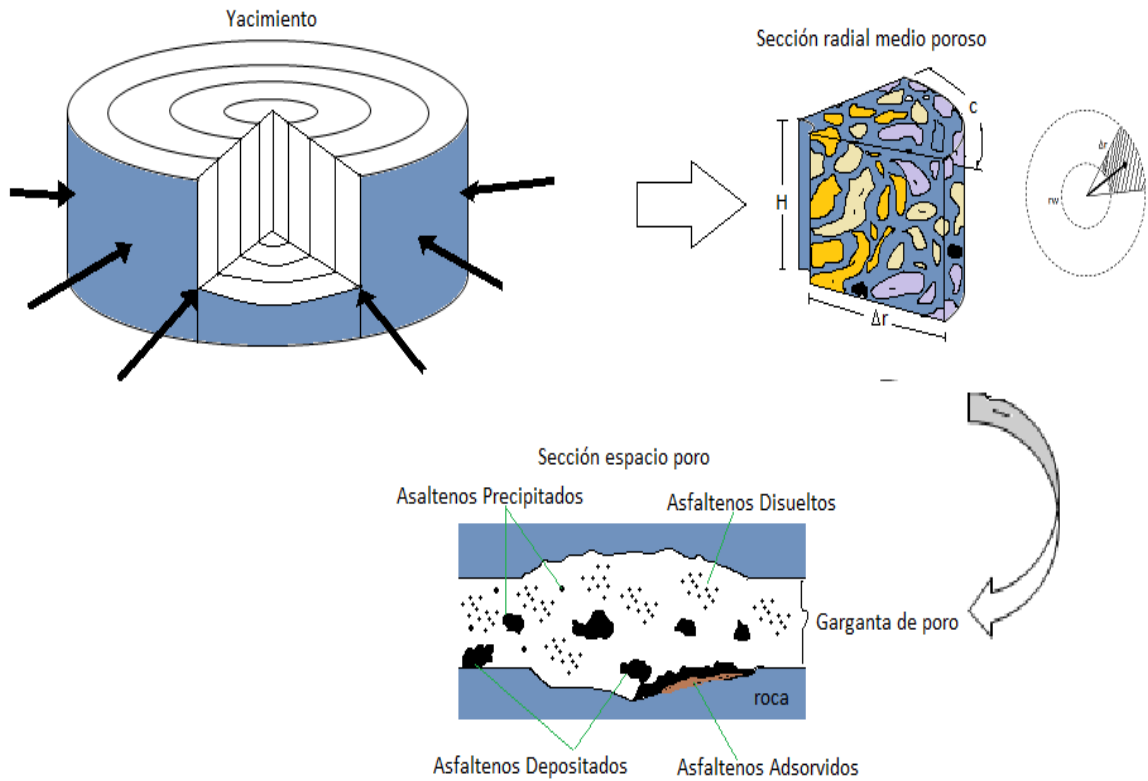 Yacimiento
Sección radial medio poroso
H
Δr
c
Δr
rw
Sección espacio poro
Asaltenos Precipitados
Asfaltenos Disueltos
Garganta de poro
roca
Asfaltenos Depositados
Asfaltenos Adsorvidos